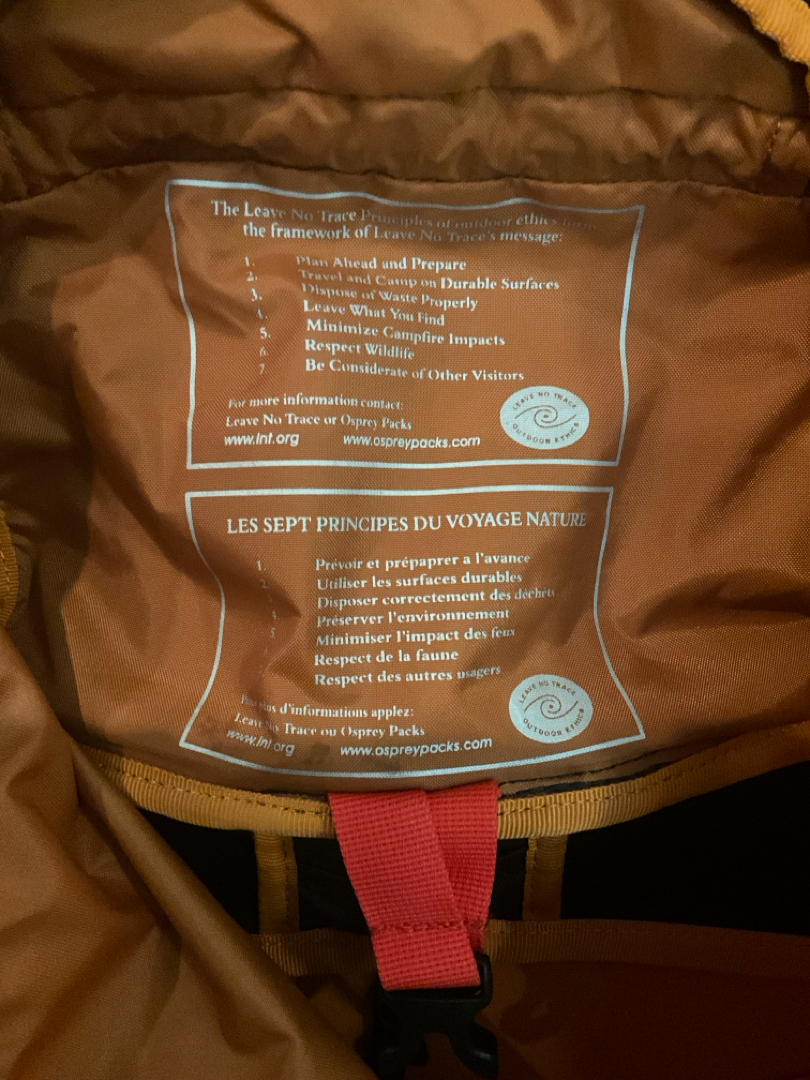 The Leave No Trace Principles of outdoor ethics form
the framework of Leave No Trace's message:
1. Plan Ahead and Prepare
2. Travel and Camp on Durable Surfaces
3. Dispose of Waste Properly
4. Leave What You Find
5. Minimize Campfire Impacts
6. Respect Wildlife
7. Be Considerate of Other Visitors
For more information contact:
Leave No Trace or Osprey Packs
www.lnt.org www.ospreypacks.com
LEAVE NO TRACE
OUTDOOR ETHICS
LES SEPT PRINCIPES DU VOYAGE NATURE
1. Prévoir et prépaprer a l'avance
2. Utiliser les surfaces durables
Disposer correctement des déchéts
4. Préserver l'environnement
5. Minimiser l'impact des feux
Respect de la faune
Respect des autres usagers
Plus d'informations applez:
Leave No Trace ou Osprey Packs
www.lnt.org www.ospreypacks.com
LEAVE NO TRACE
OUTDOOR ETHICS